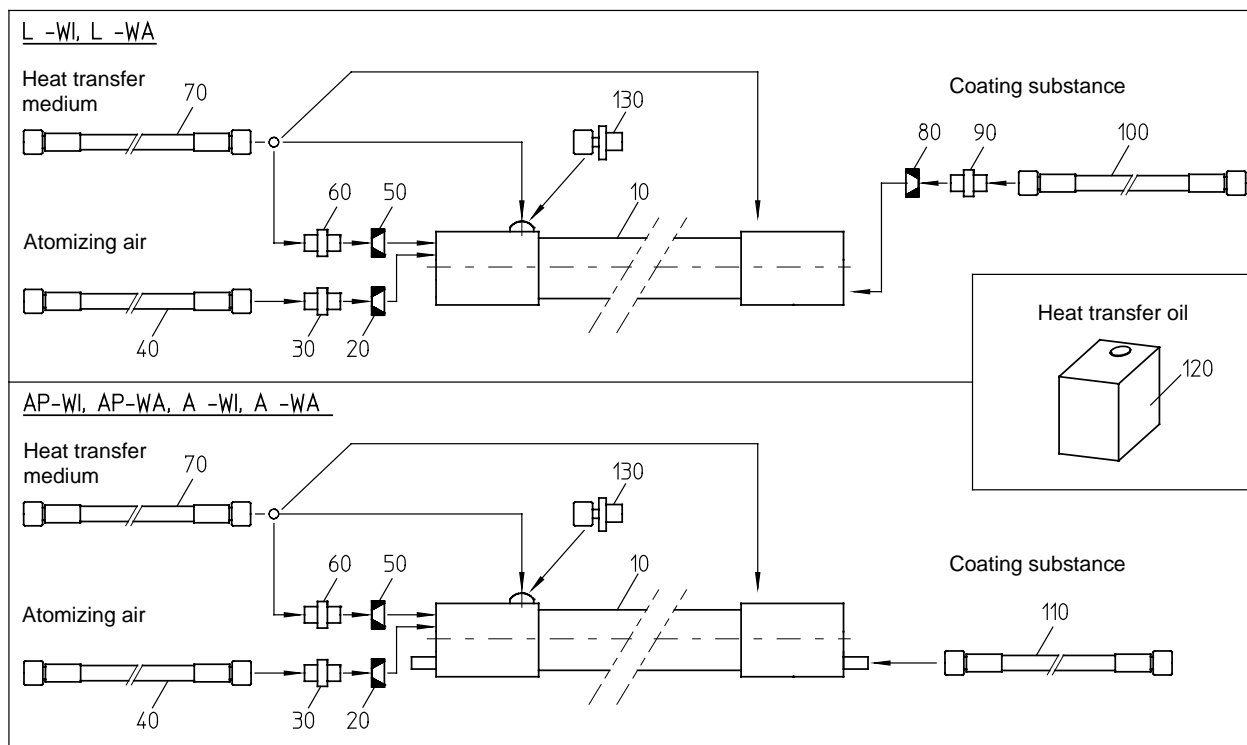 L -WI, L -WA
Heat transfer
medium
70
130
Coating substance
80
90
100
60
50
10
Atomizing air
40
30
20
Heat transfer oil
120
AP-WI, AP-WA, A -WI, A -WA
Heat transfer
medium
70
130
60
50
10
Coating substance
Atomizing air
110
40
30
20